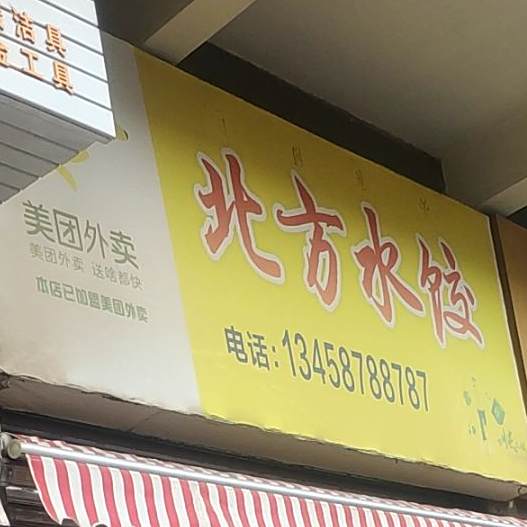 洁具
工具
美团外卖
美团外卖 送啥都快
本店已加盟美团外卖
北方水饺
电话:13458788787